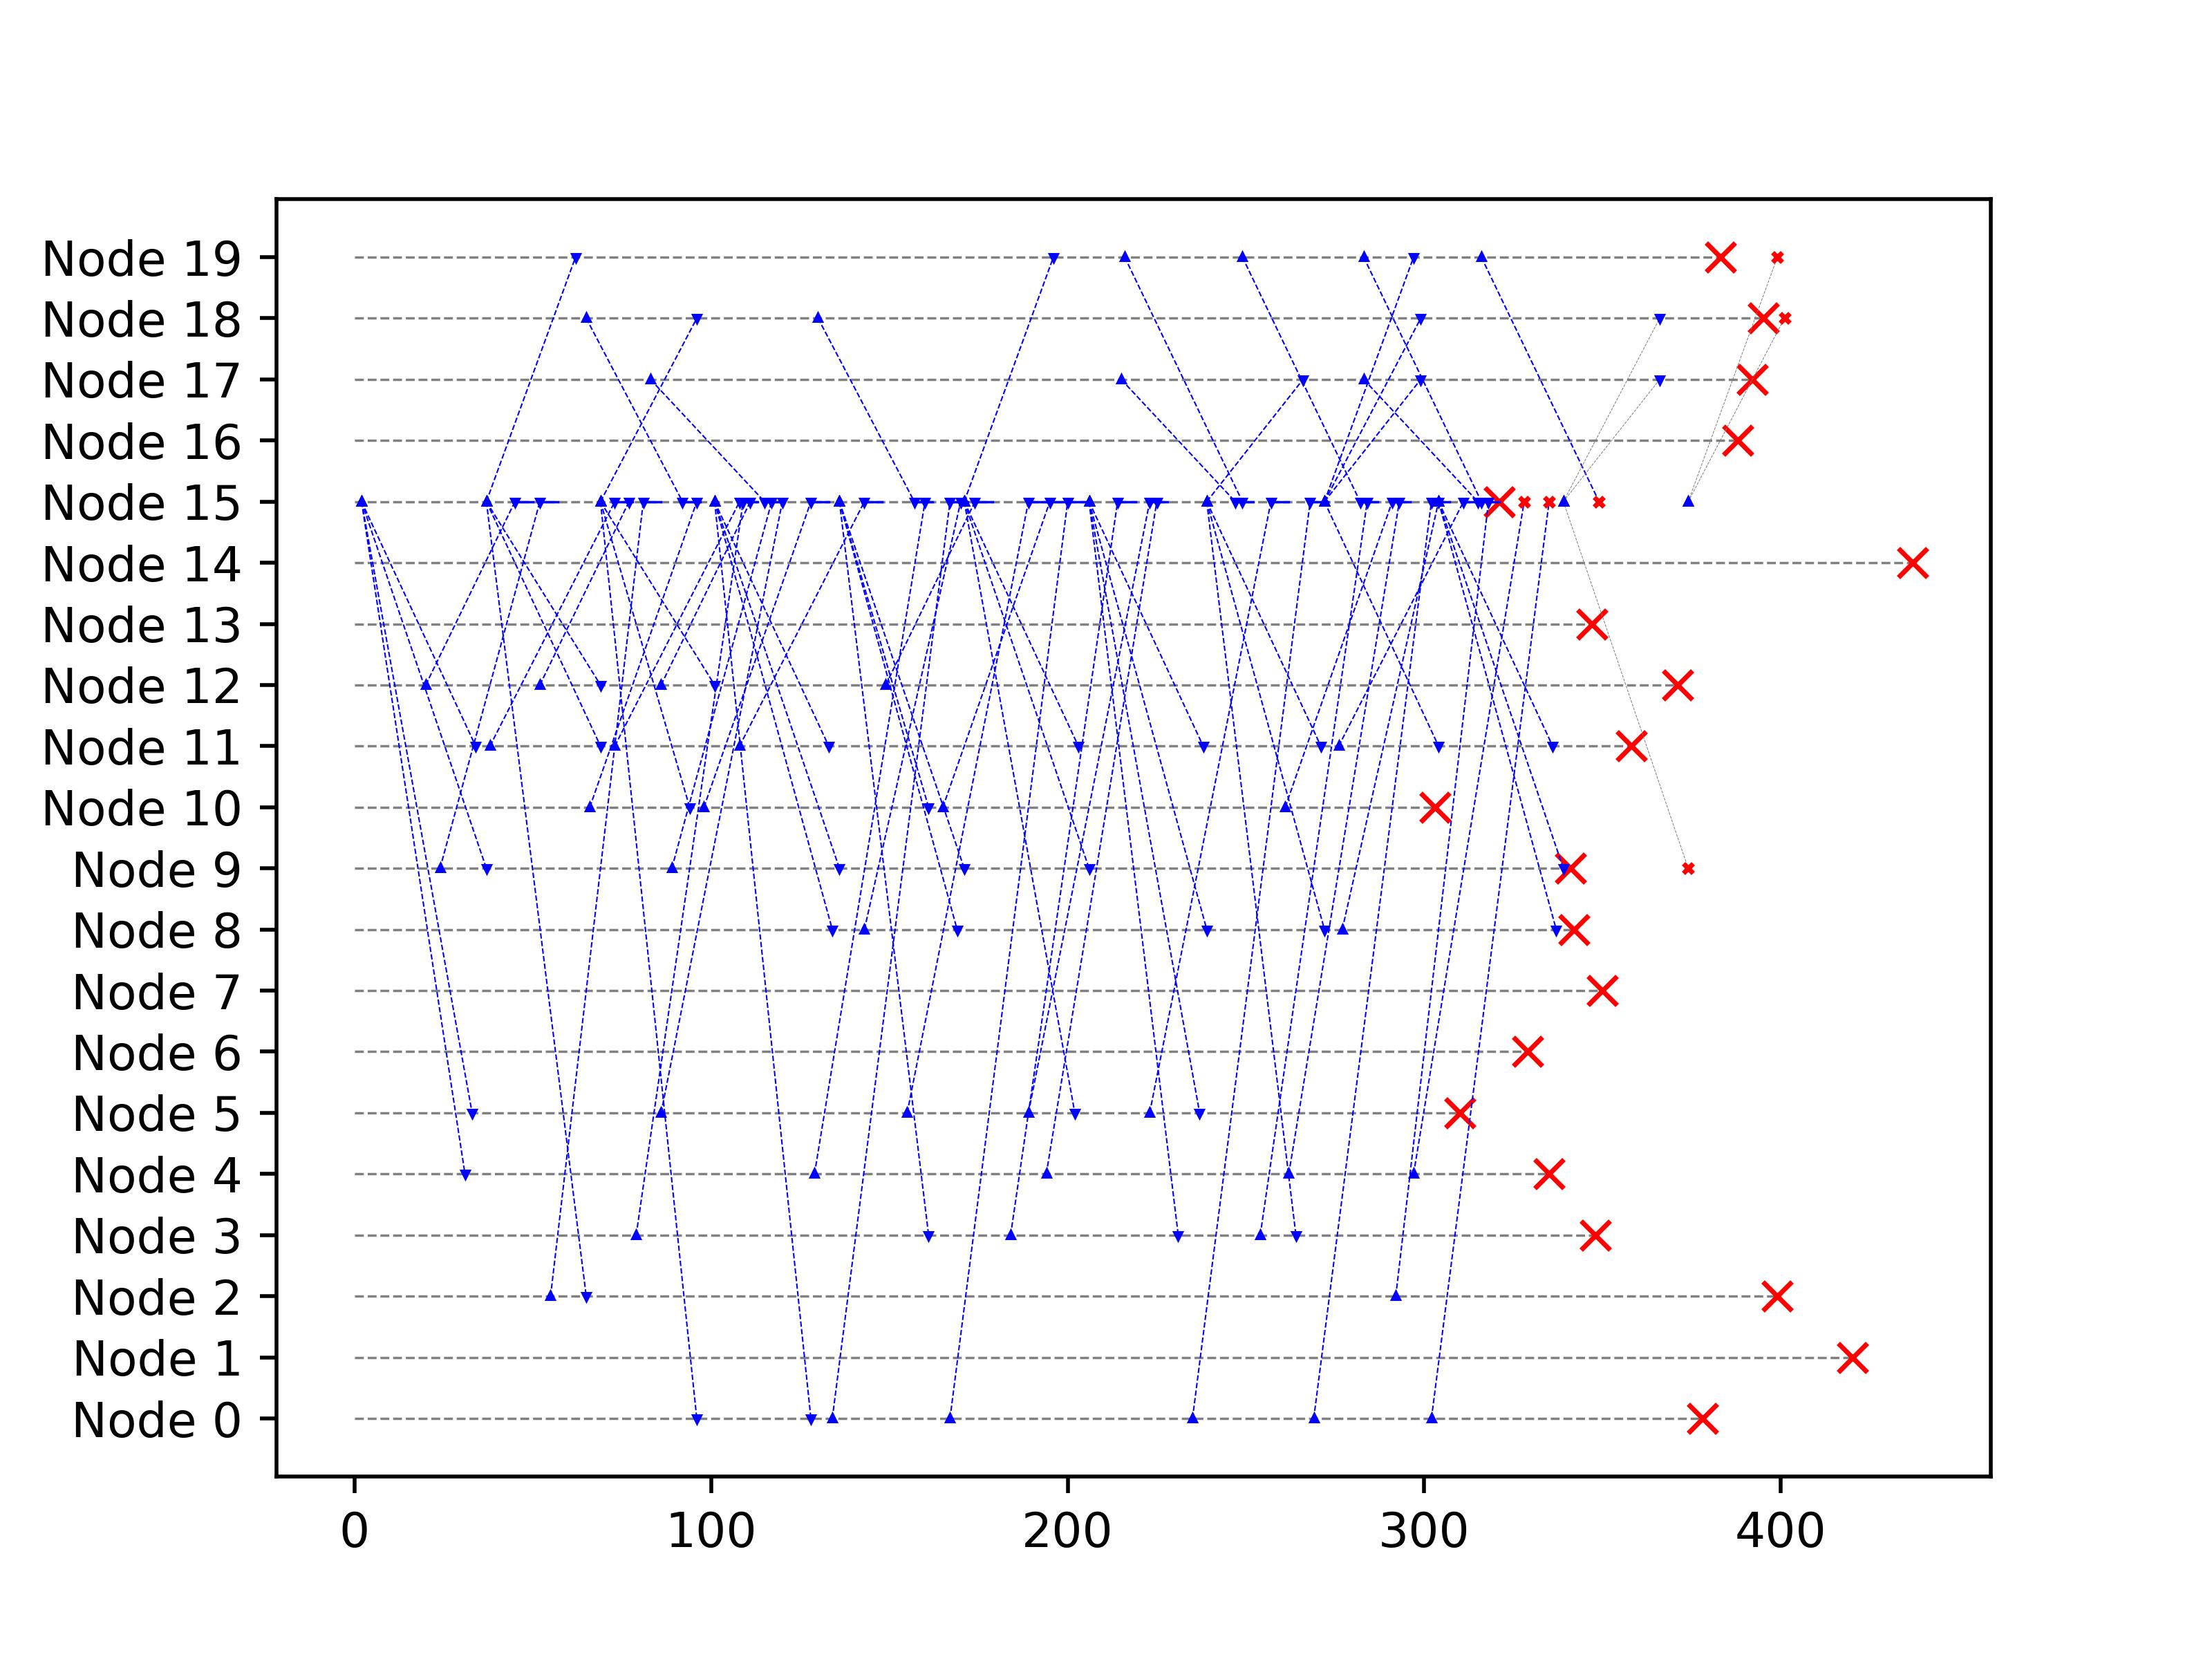 Node 19
Node 18
Node 17
Node 16
Node 15
Node 14
Node 13
Node 12
Node 11
Node 10
Node 9
Node 8
Node 7
Node 6
Node 5
Node 4
Node 3
Node 2
Node 1
Node 0
0 100 200 300 400